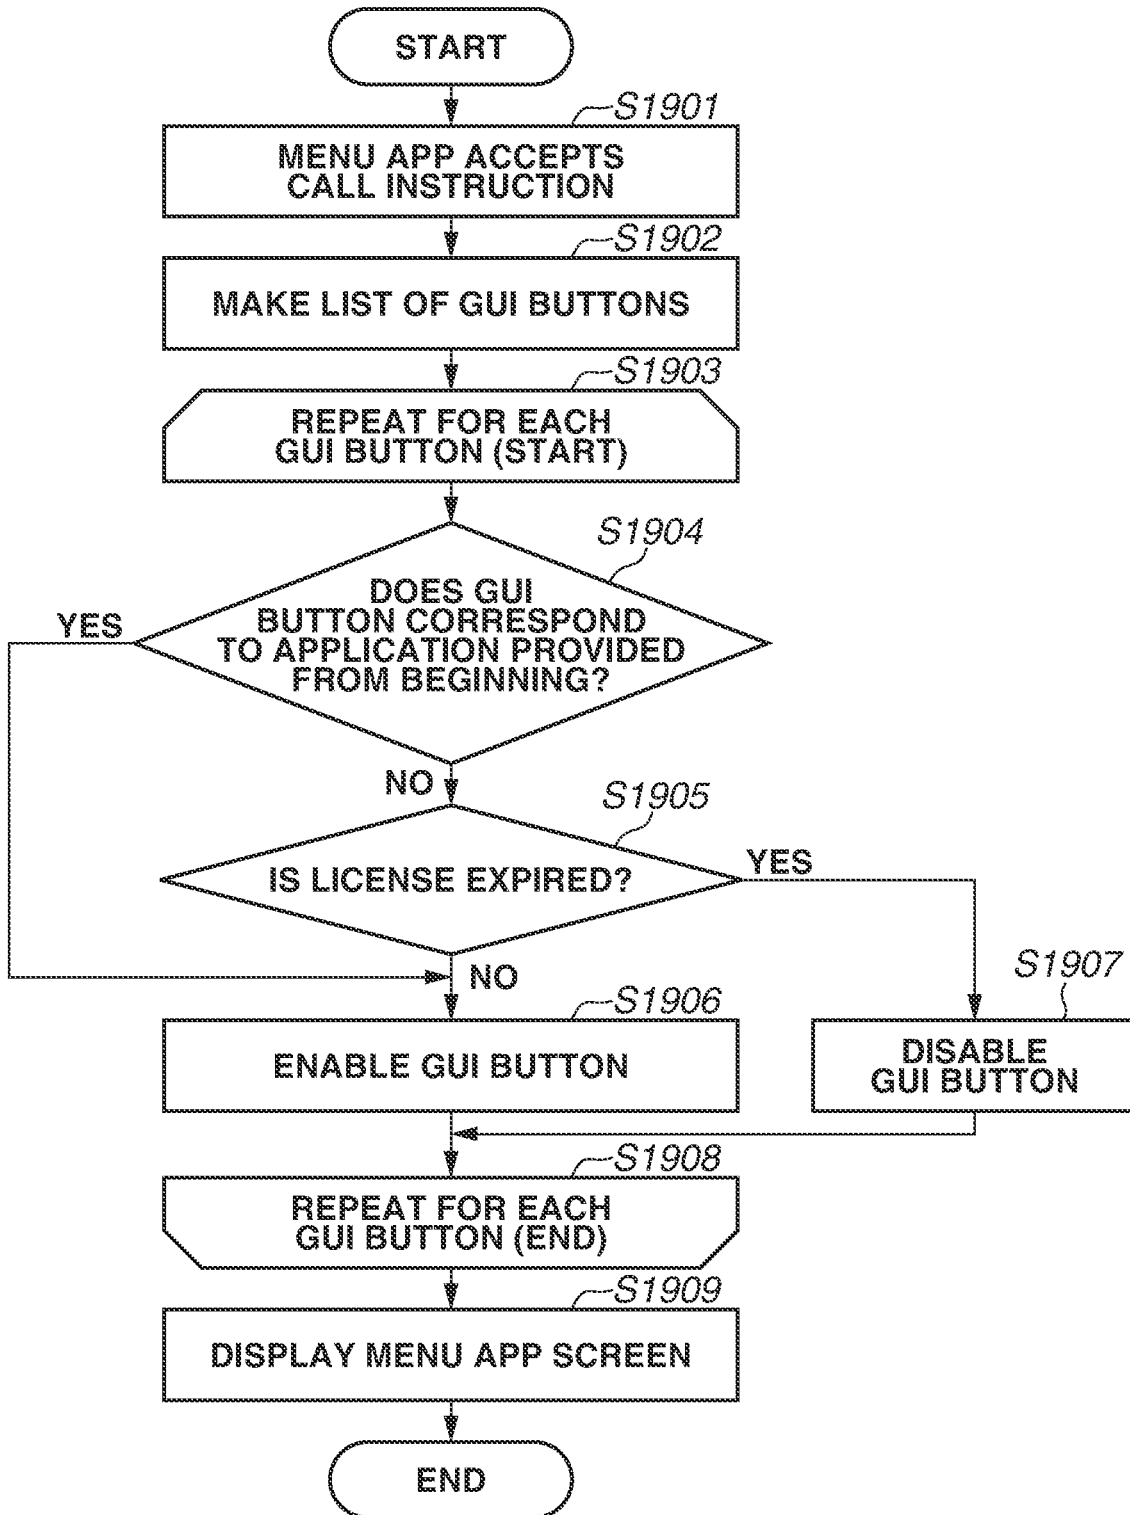 START
S1901
MENU APP ACCEPTS
CALL INSTRUCTION
S1902
MAKE LIST OF GUI BUTTONS
S1903
REPEAT FOR EACH
GUI BUTTON (START)
S1904
DOES GUI
BUTTON CORRESPOND
TO APPLICATION PROVIDED
FROM BEGINNING?
YES
NO
S1905
IS LICENSE EXPIRED?
YES
NO
S1906
ENABLE GUI BUTTON
S1907
DISABLE
GUI BUTTON
S1908
REPEAT FOR EACH
GUI BUTTON (END)
S1909
DISPLAY MENU APP SCREEN
END